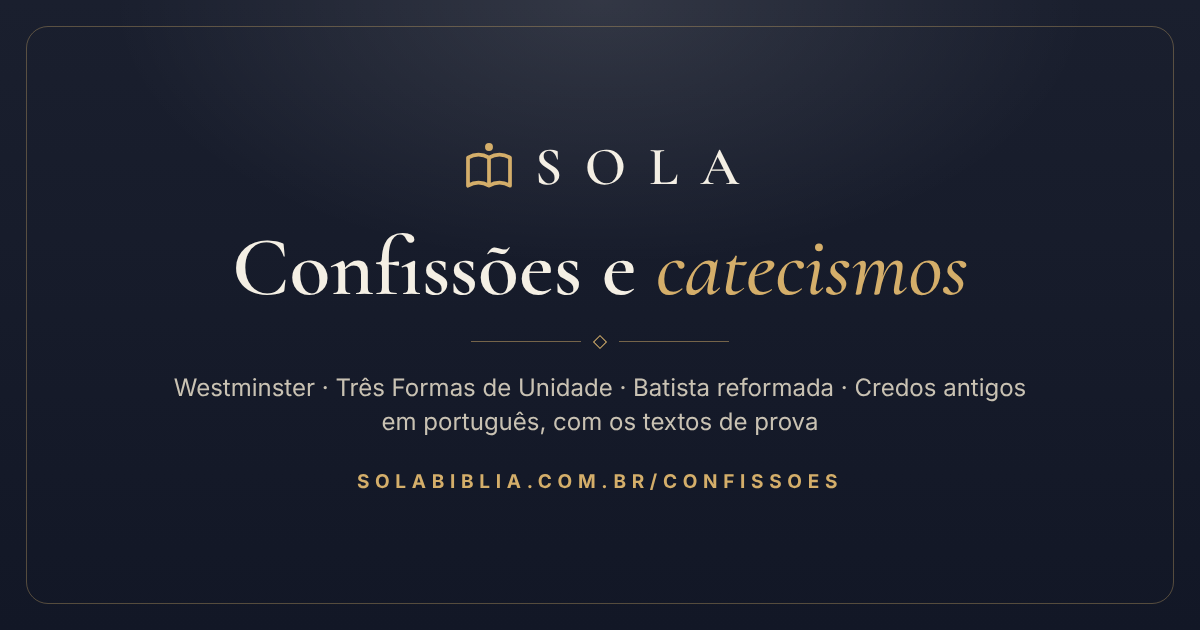 SOLA
Confissões e catecismos
Westminster · Três Formas de Unidade · Batista reformada · Credos antigos
em português, com os textos de prova
SOLABIBLIA.COM.BR/CONFISSOES